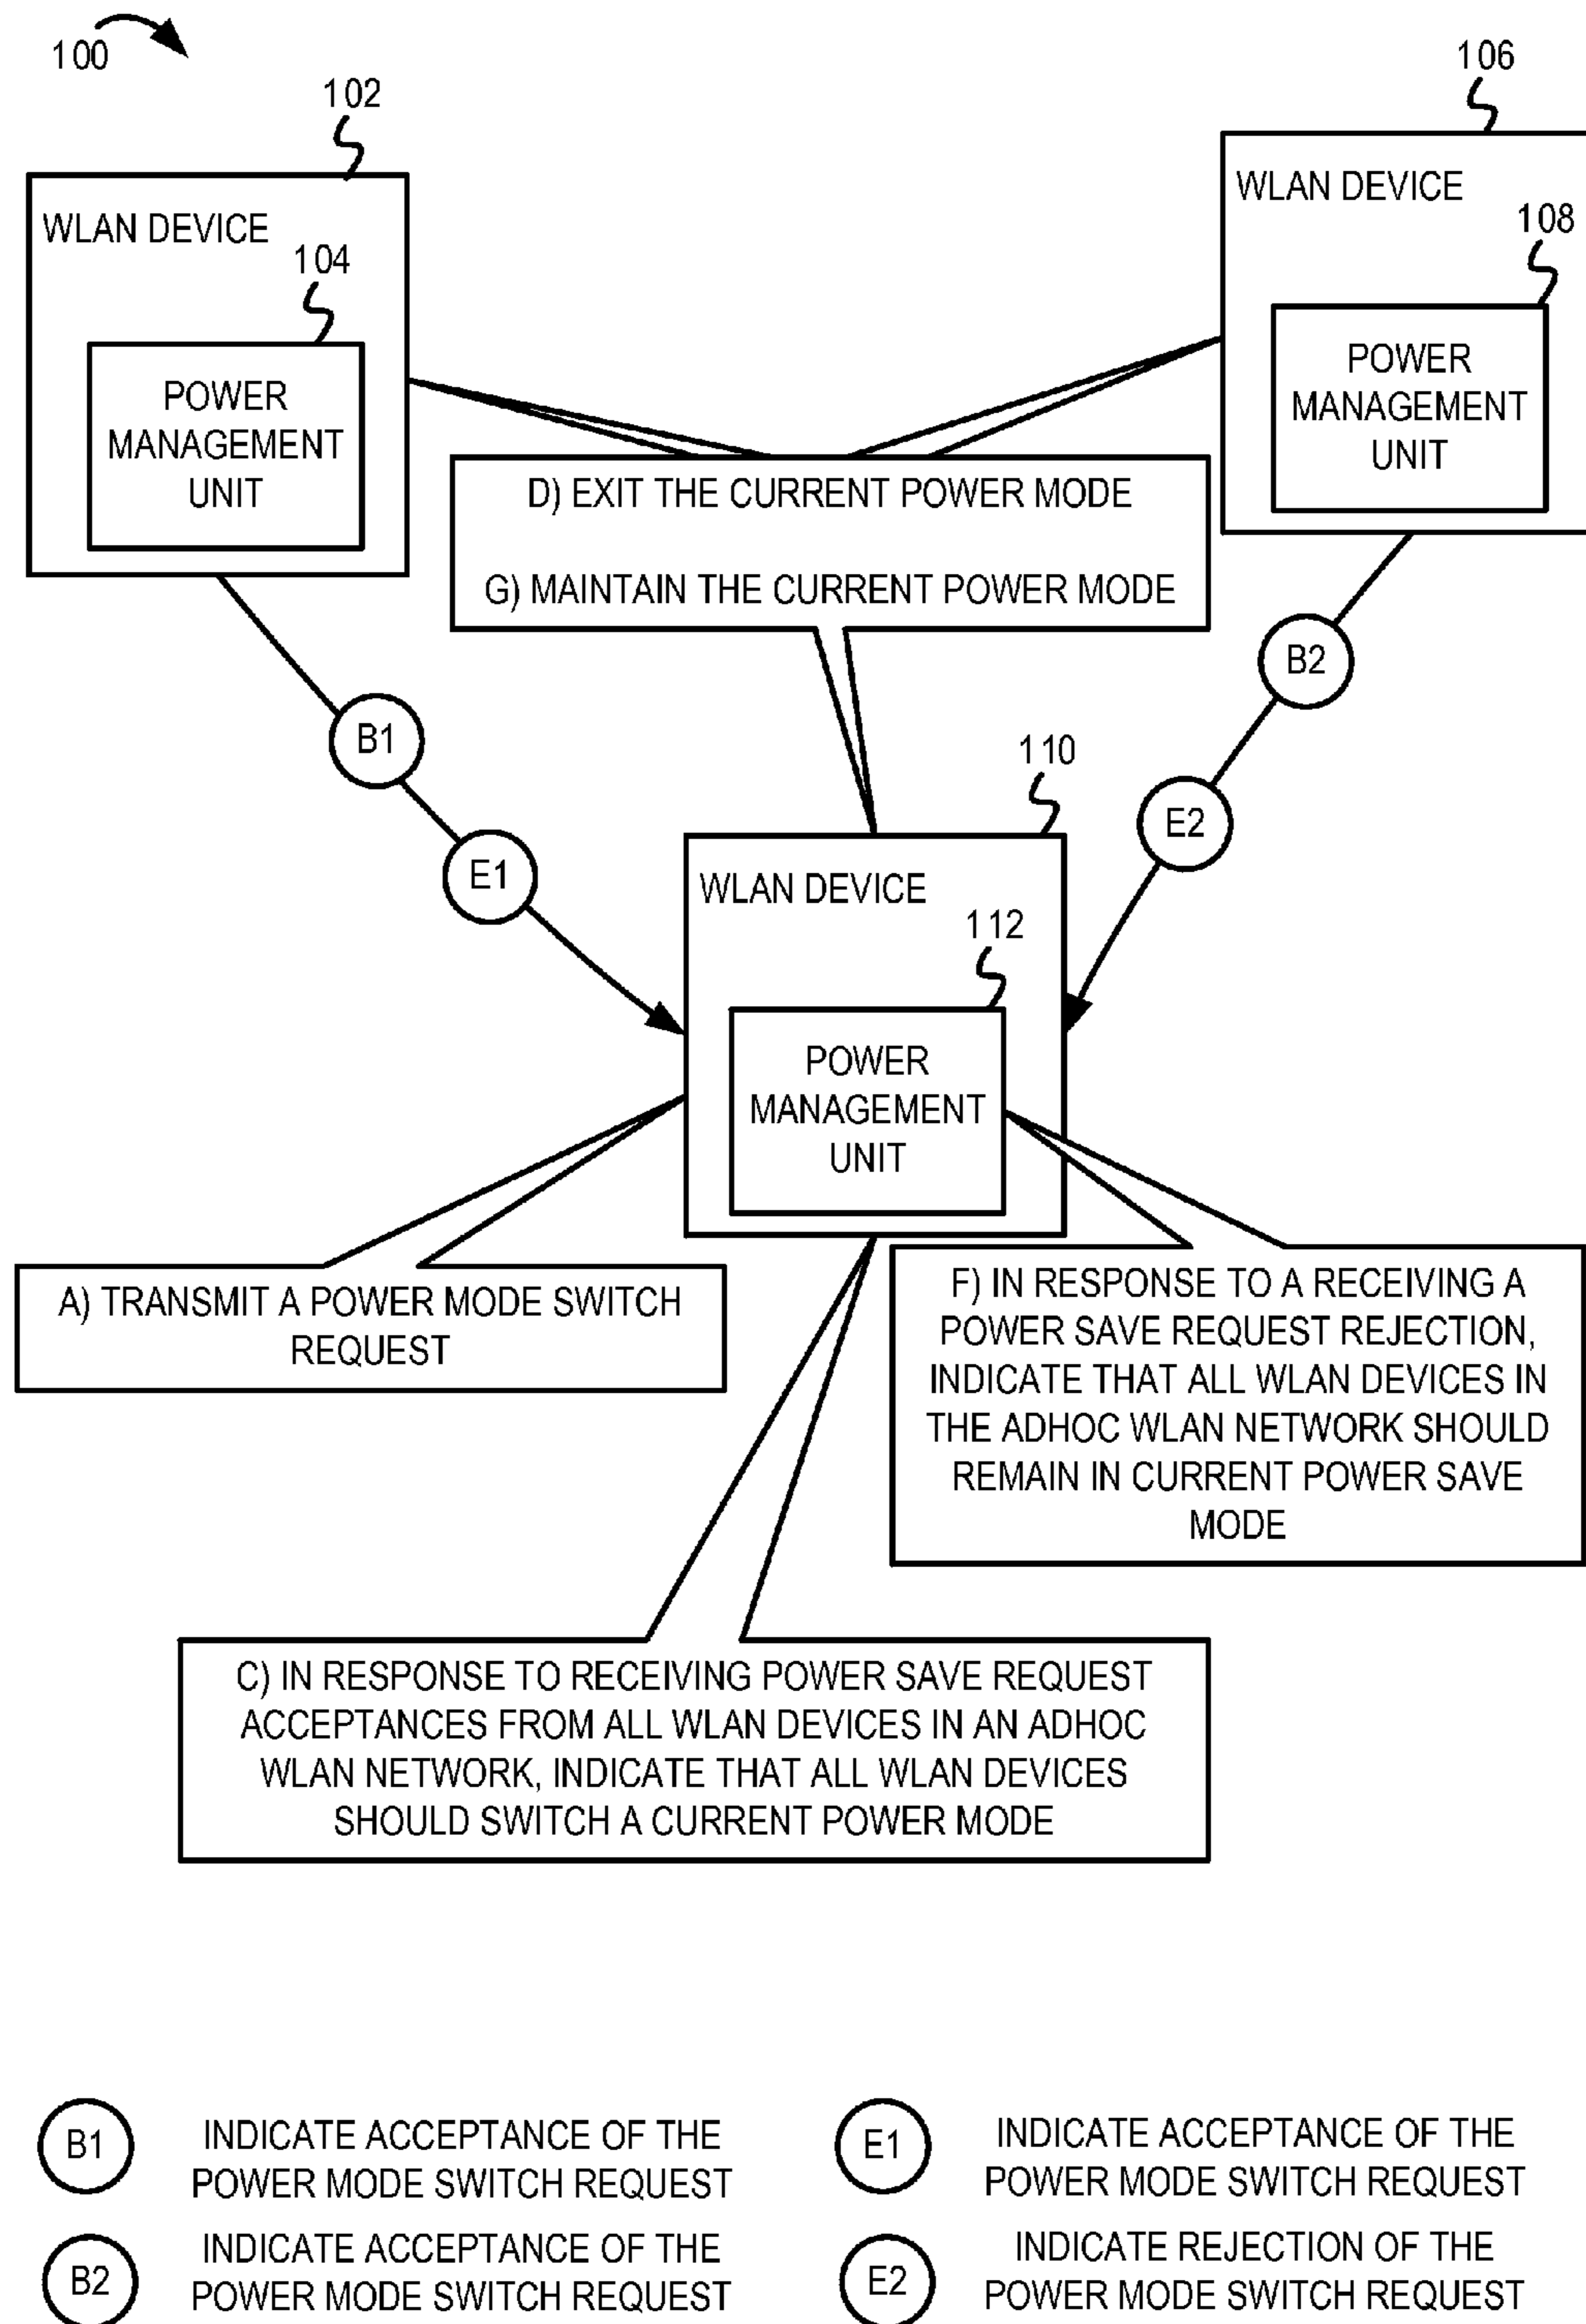 100
102
106
WLAN DEVICE
104
POWER
MANAGEMENT
UNIT
WLAN DEVICE
108
POWER
MANAGEMENT
UNIT
D) EXIT THE CURRENT POWER MODE
G) MAINTAIN THE CURRENT POWER MODE
B1
E1
B2
E2
110
WLAN DEVICE
112
POWER
MANAGEMENT
UNIT
A) TRANSMIT A POWER MODE SWITCH
REQUEST
F) IN RESPONSE TO A RECEIVING A
POWER SAVE REQUEST REJECTION,
INDICATE THAT ALL WLAN DEVICES IN
THE ADHOC WLAN NETWORK SHOULD
REMAIN IN CURRENT POWER SAVE
MODE
C) IN RESPONSE TO RECEIVING POWER SAVE REQUEST
ACCEPTANCES FROM ALL WLAN DEVICES IN AN ADHOC
WLAN NETWORK, INDICATE THAT ALL WLAN DEVICES
SHOULD SWITCH A CURRENT POWER MODE
B1
INDICATE ACCEPTANCE OF THE
POWER MODE SWITCH REQUEST
E1
INDICATE ACCEPTANCE OF THE
POWER MODE SWITCH REQUEST
B2
INDICATE ACCEPTANCE OF THE
POWER MODE SWITCH REQUEST
E2
INDICATE REJECTION OF THE
POWER MODE SWITCH REQUEST